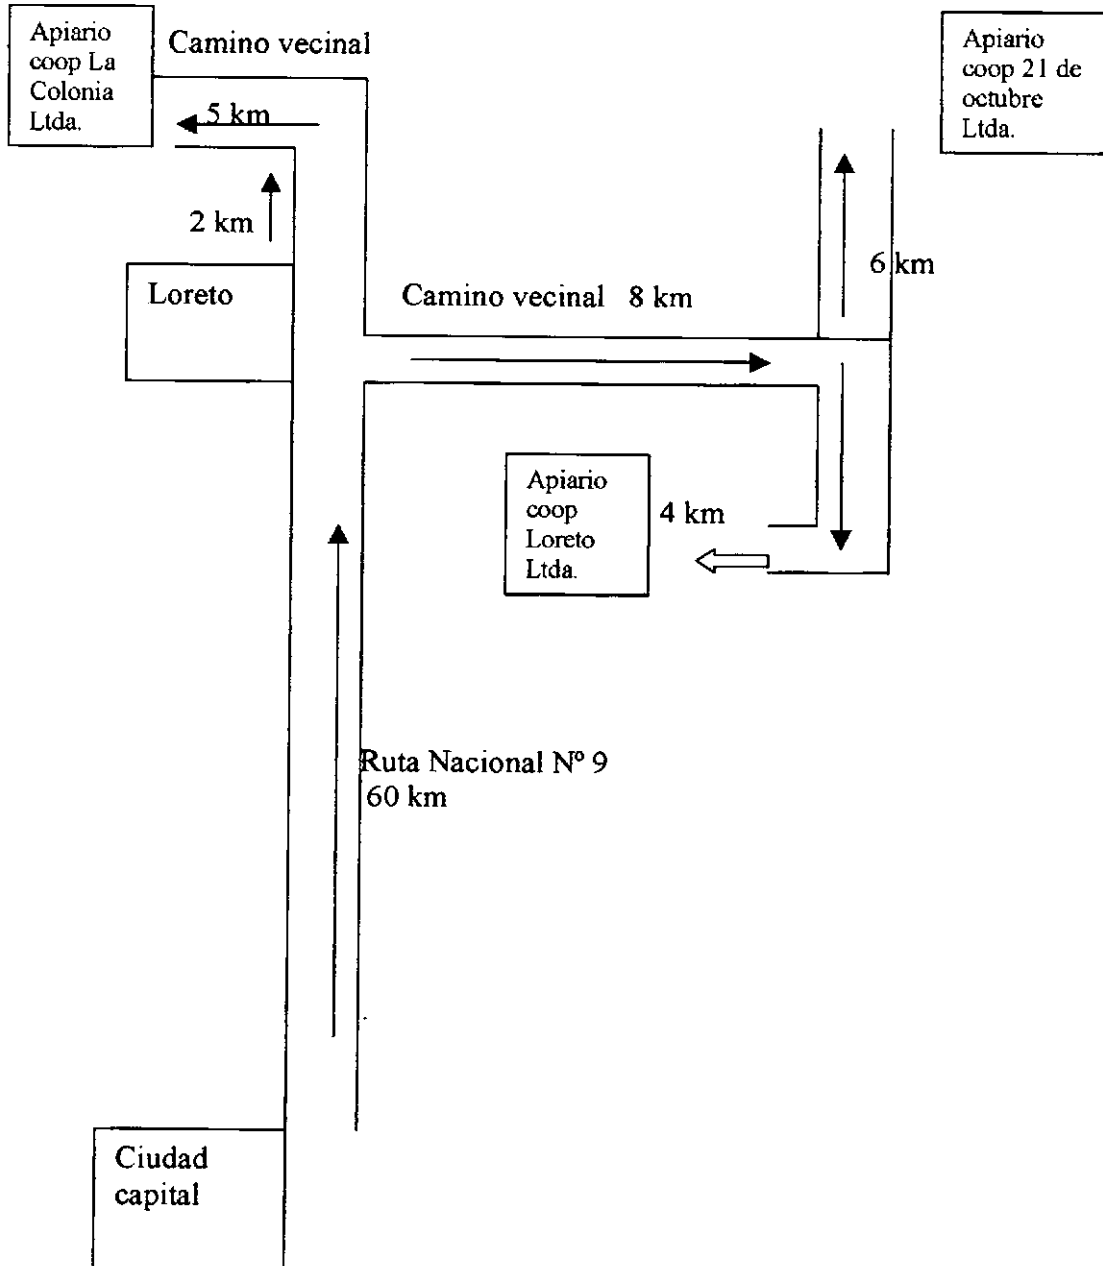 Apiario
coop La
Colonia
Ltda.
Camino vecinal
5 km
Apiario
coop 21 de
octubre
Ltda.
2 km
6 km
Loreto
Camino vecinal 8 km
Apiario
coop
Loreto
Ltda.
4 km
Ruta Nacional Nº 9
60 km
Ciudad
capital